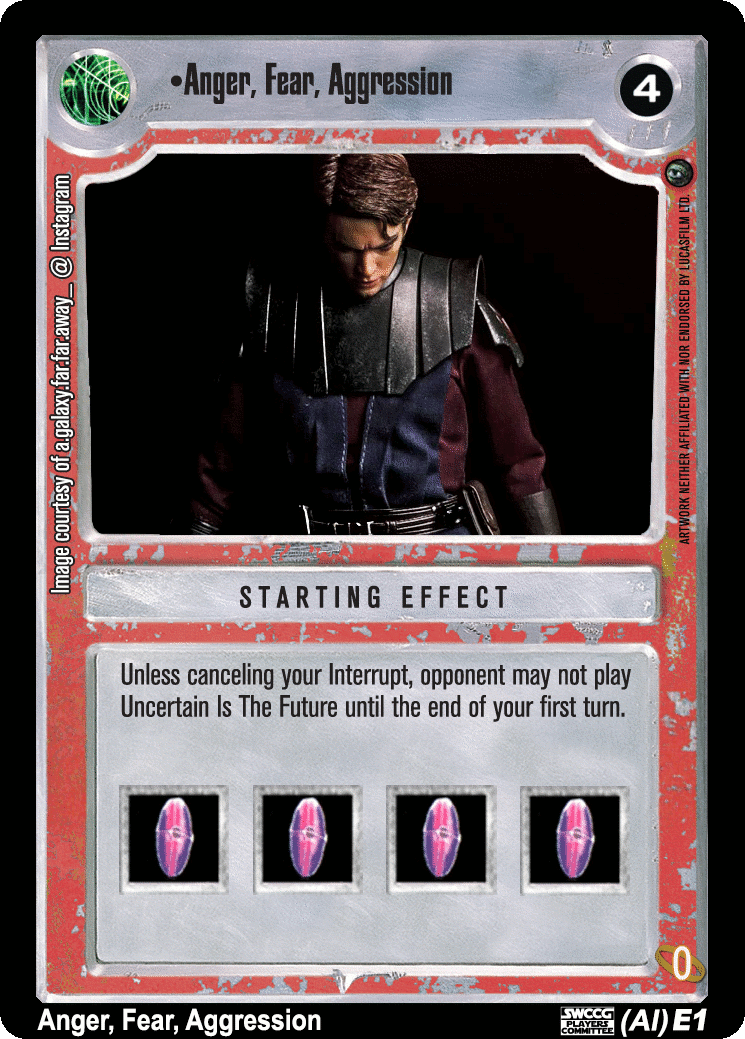 •Anger, Fear, Aggression
4
Image courtesy of a.galaxy.far.far.away_ @ Instagram
ARTWORK NEITHER AFFILIATED WITH NOR ENDORSED BY LUCASFILM LTD.
STARTING EFFECT
Unless canceling your Interrupt, opponent may not play
Uncertain Is The Future until the end of your first turn.
0
Anger, Fear, Aggression
SWCCG
PLAYERS
COMMITTEE
(AI) E1